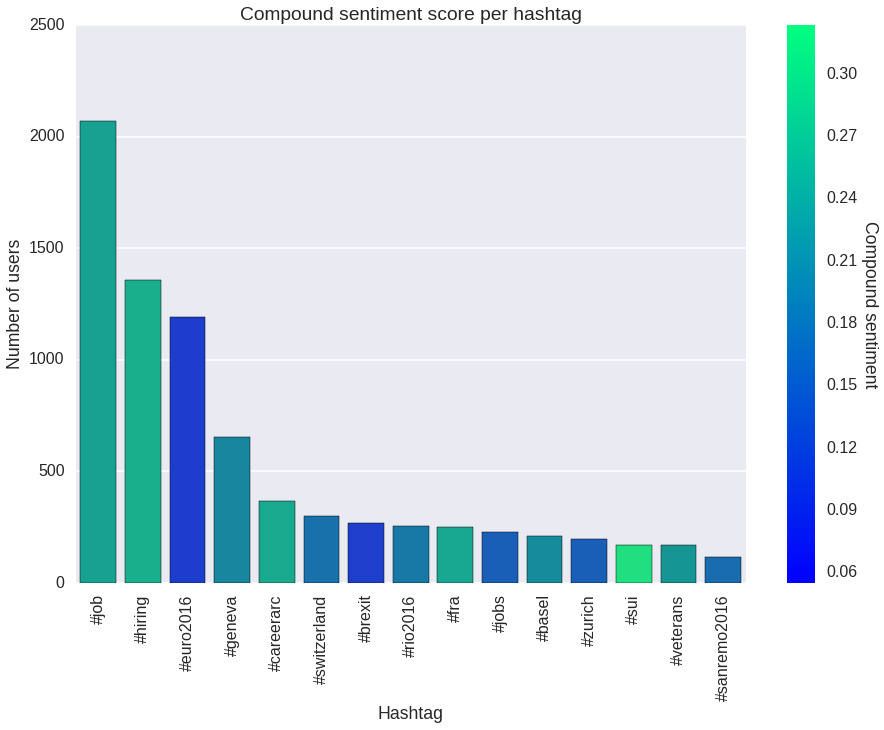 Compound sentiment score per hashtag
Number of users
2500
2000
1500
1000
500
0
#job
#hiring
#euro2016
#geneva
#careerarc
#switzerland
#brexit
#rio2016
#fra
#jobs
#basel
#zurich
#sui
#veterans
#sanremo2016
Hashtag
0.30
0.27
0.24
0.21
0.18
0.15
0.12
0.09
0.06
Compound sentiment